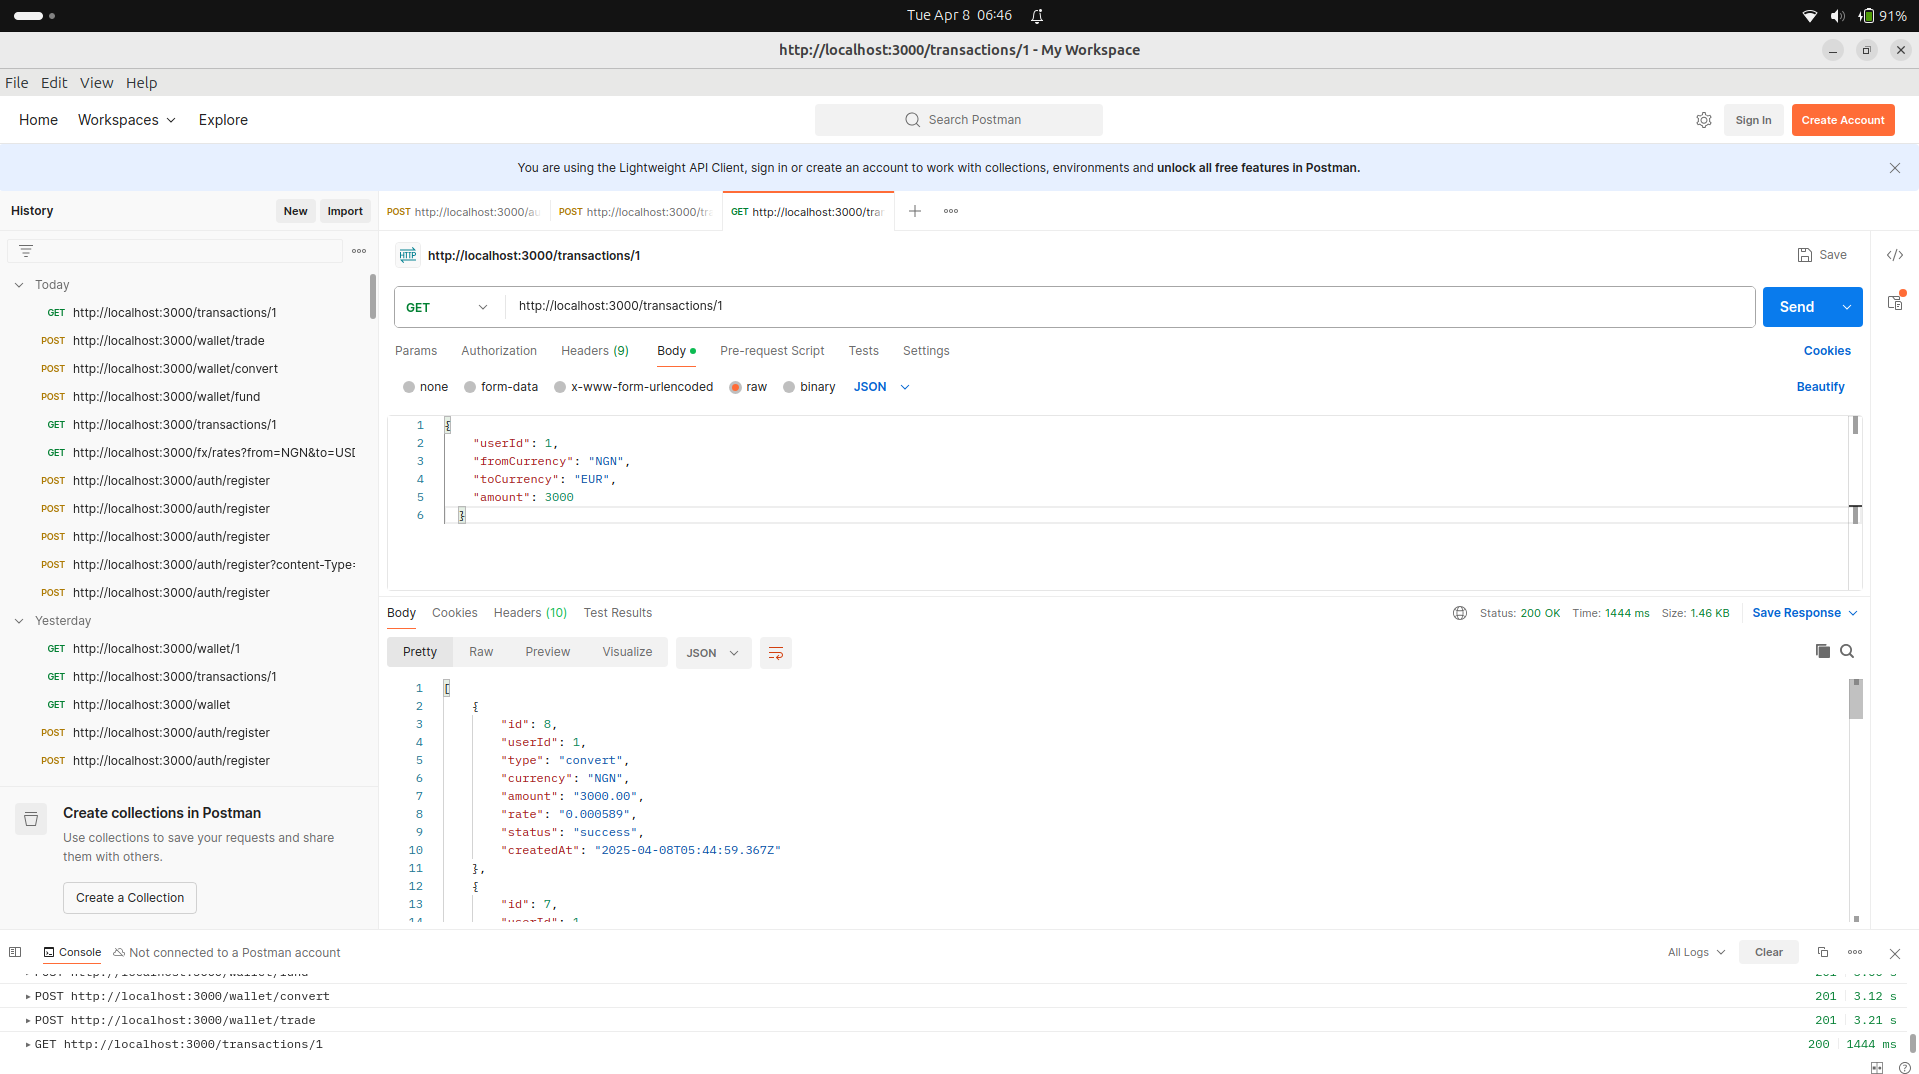 Tue Apr 8 06:46
91%
http://localhost:3000/transactions/1 - My Workspace
File Edit View Help
Home Workspaces Explore
Search Postman
Sign In
Create Account
You are using the Lightweight API Client, sign in or create an account to work with collections, environments and unlock all free features in Postman.
History
New
Import
POST http://localhost:3000/au
POST http://localhost:3000/tr
GET http://localhost:3000/tra
Today
GET http://localhost:3000/transactions/1
POST http://localhost:3000/wallet/trade
POST http://localhost:3000/wallet/convert
POST http://localhost:3000/wallet/fund
GET http://localhost:3000/transactions/1
GET http://localhost:3000/fx/rates?from=NGN&to=USD
POST http://localhost:3000/auth/register
POST http://localhost:3000/auth/register
POST http://localhost:3000/auth/register
POST http://localhost:3000/auth/register?content-Type=
POST http://localhost:3000/auth/register
Yesterday
GET http://localhost:3000/wallet/1
GET http://localhost:3000/transactions/1
GET http://localhost:3000/wallet
POST http://localhost:3000/auth/register
POST http://localhost:3000/auth/register
Create collections in Postman
Use collections to save your requests and share
them with others.
Create a Collection
HTTP http://localhost:3000/transactions/1
Save
GET http://localhost:3000/transactions/1
Send
Params Authorization Headers (9) Body Pre-request Script Tests Settings
Cookies
none form-data x-www-form-urlencoded raw binary JSON
Beautify
1 {
2 "userId": 1,
3 "fromCurrency": "NGN",
4 "toCurrency": "EUR",
5 "amount": 3000
6 }
Body Cookies Headers (10) Test Results
Status: 200 OK Time: 1444 ms Size: 1.46 KB
Save Response
Pretty Raw Preview Visualize JSON
1 [
2 {
3 "id": 8,
4 "userId": 1,
5 "type": "convert",
6 "currency": "NGN",
7 "amount": "3000.00",
8 "rate": "0.000589",
9 "status": "success",
10 "createdAt": "2025-04-08T05:44:59.367Z"
11 },
12 {
13 "id": 7,
14 "userId": 1
Console Not connected to a Postman account
All Logs
Clear
POST http://localhost:3000/wallet/fund
POST http://localhost:3000/wallet/convert 201 3.12 s
POST http://localhost:3000/wallet/trade 201 3.21 s
GET http://localhost:3000/transactions/1 200 1444 ms